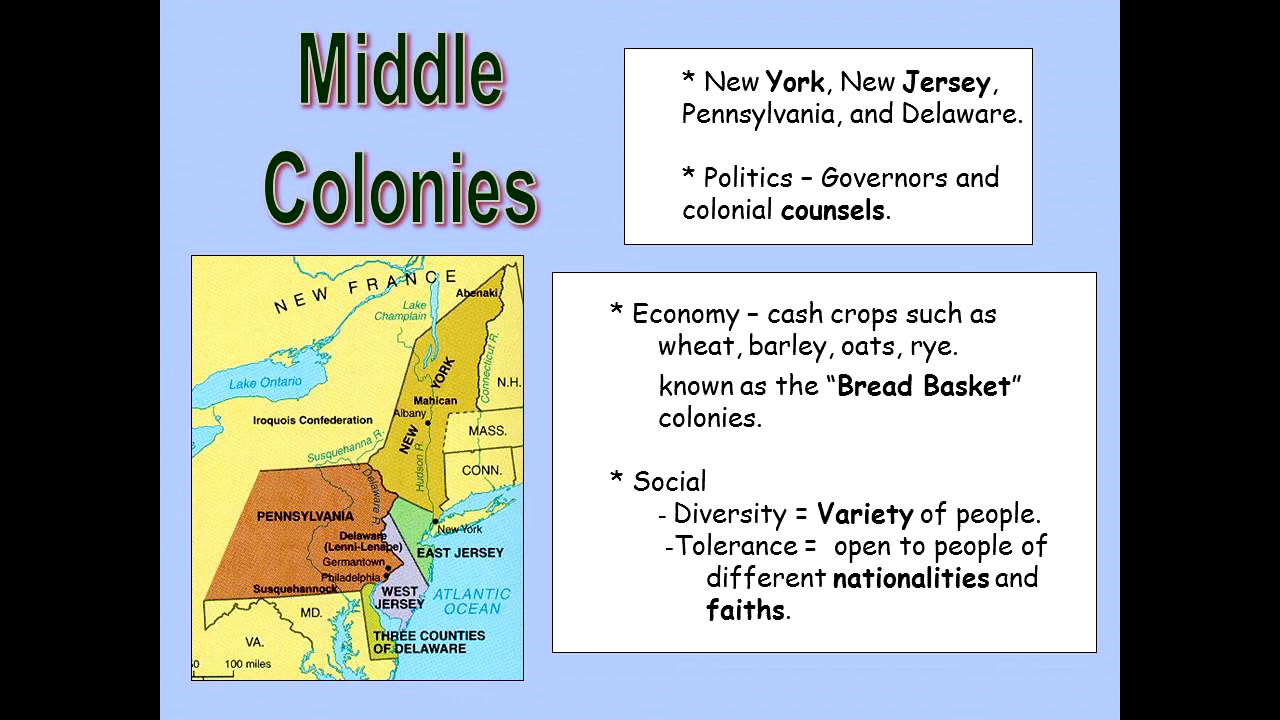 Middle
Colonies
* New York, New Jersey,
Pennsylvania, and Delaware.
* Politics – Governors and
colonial counsels.
* Economy – cash crops such as
wheat, barley, oats, rye.
known as the “Bread Basket”
colonies.
* Social
- Diversity = Variety of people.
-Tolerance = open to people of
different nationalities and
faiths.
NEW FRANCE
Abenaki
Lake
Champlain
Connecticut R.
Lake Ontario
NEW YORK
N.H.
Mahican
Albany
Iroquois Confederation
MASS.
Susquehanna R.
Hudson R.
CONN.
Delaware R.
PENNSYLVANIA
New York
Delaware
(Lenni-Lenape)
EAST JERSEY
Germantown
Philadelphia
Susquehannock
WEST
JERSEY
ATLANTIC
OCEAN
MD.
VA.
THREE COUNTIES
OF DELAWARE
0 100 miles